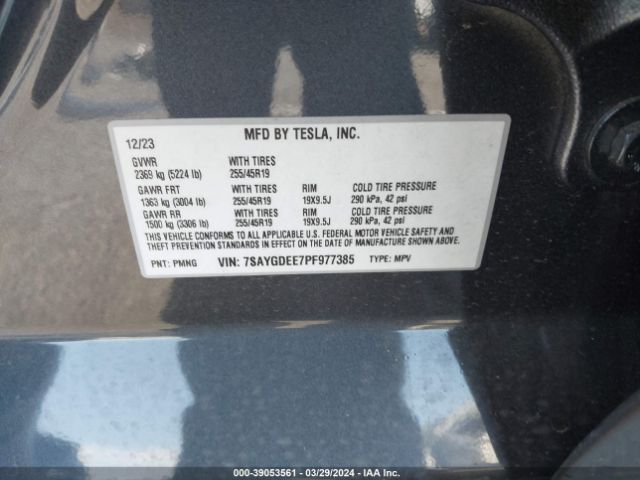 MFD BY TESLA, INC.
12/23
GVWR WITH TIRES
2369 kg (5224 lb) 255/45R19
GAWR FRT WITH TIRES RIM COLD TIRE PRESSURE
1363 kg (3004 lb) 255/45R19 19X9.5J 290 kPa, 42 psi
GAWR RR WITH TIRES RIM COLD TIRE PRESSURE
1500 kg (3306 lb) 255/45R19 19X9.5J 290 kPa, 42 psi
THIS VEHICLE CONFORMS TO ALL APPLICABLE U.S. FEDERAL MOTOR VEHICLE SAFETY AND
THEFT PREVENTION STANDARDS IN EFFECT ON THE DATE OF MANUFACTURE SHOWN ABOVE.
PNT: PMNG VIN: 7SAYGDEE7PF977385 TYPE: MPV
000-39053561 / 03/29/2024 - IAA Inc.